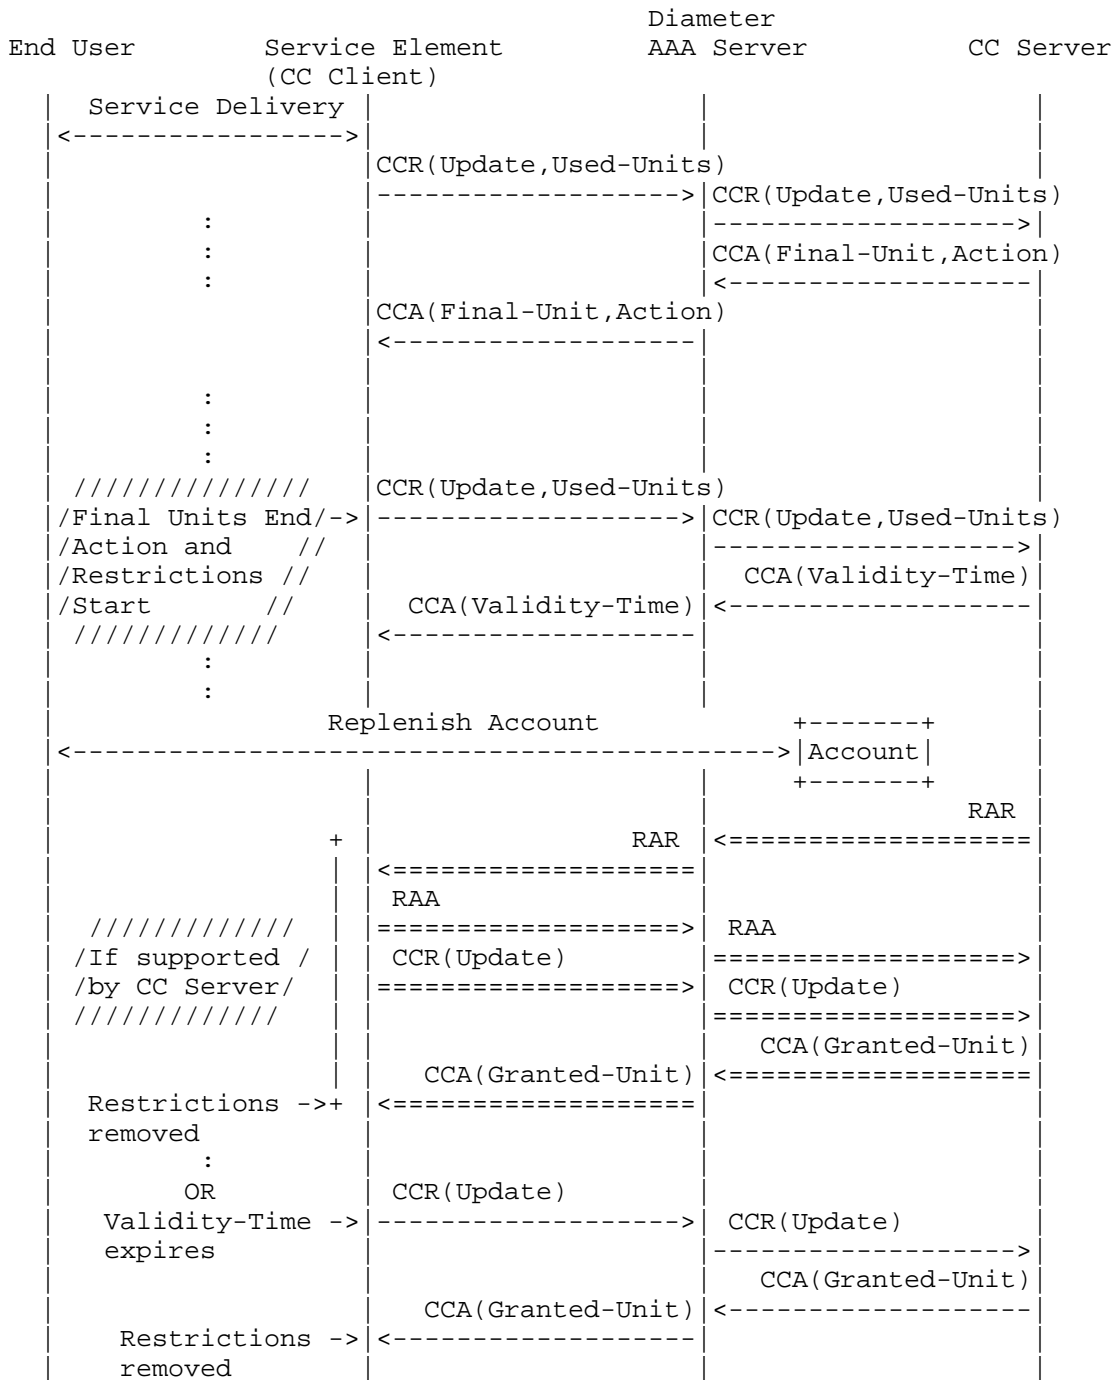 Diameter
End User Service Element AAA Server CC Server
(CC Client)
Service Delivery
CCR(Update,Used-Units)
CCR(Update,Used-Units)
CCA(Final-Unit,Action)
CCA(Final-Unit,Action)
/////////////// CCR(Update,Used-Units)
/Final Units End/-> CCR(Update,Used-Units)
/Action and //
/Restrictions // CCA(Validity-Time)
/Start // CCA(Validity-Time)
/////////////
Replenish Account
Account
RAR
RAR
RAA
///////////// RAA
/If supported / CCR(Update)
/by CC Server/ CCR(Update)
/////////////
CCA(Granted-Unit)
CCA(Granted-Unit)
Restrictions ->+
removed
OR CCR(Update)
Validity-Time -> CCR(Update)
expires
CCA(Granted-Unit)
CCA(Granted-Unit)
Restrictions ->
removed